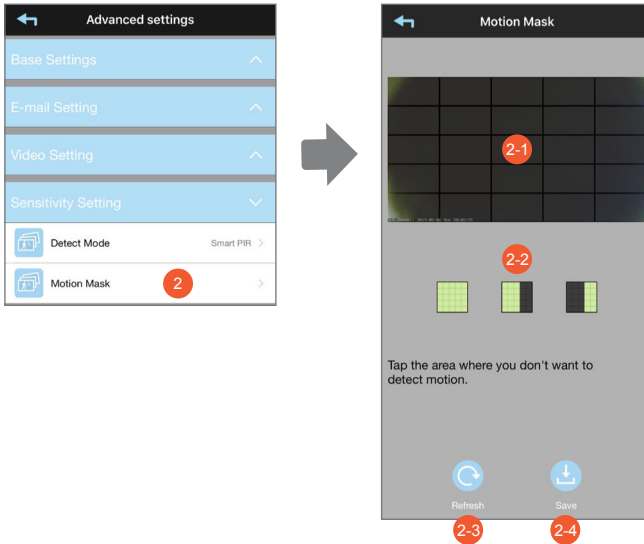 Advanced settings
Base Settings
E-mail Setting
Video Setting
Sensitivity Setting
Detect Mode
Smart PIR
Motion Mask
2
Motion Mask
2-1
2-2
Tap the area where you don't want to
detect motion.
Refresh
Save
2-3
2-4